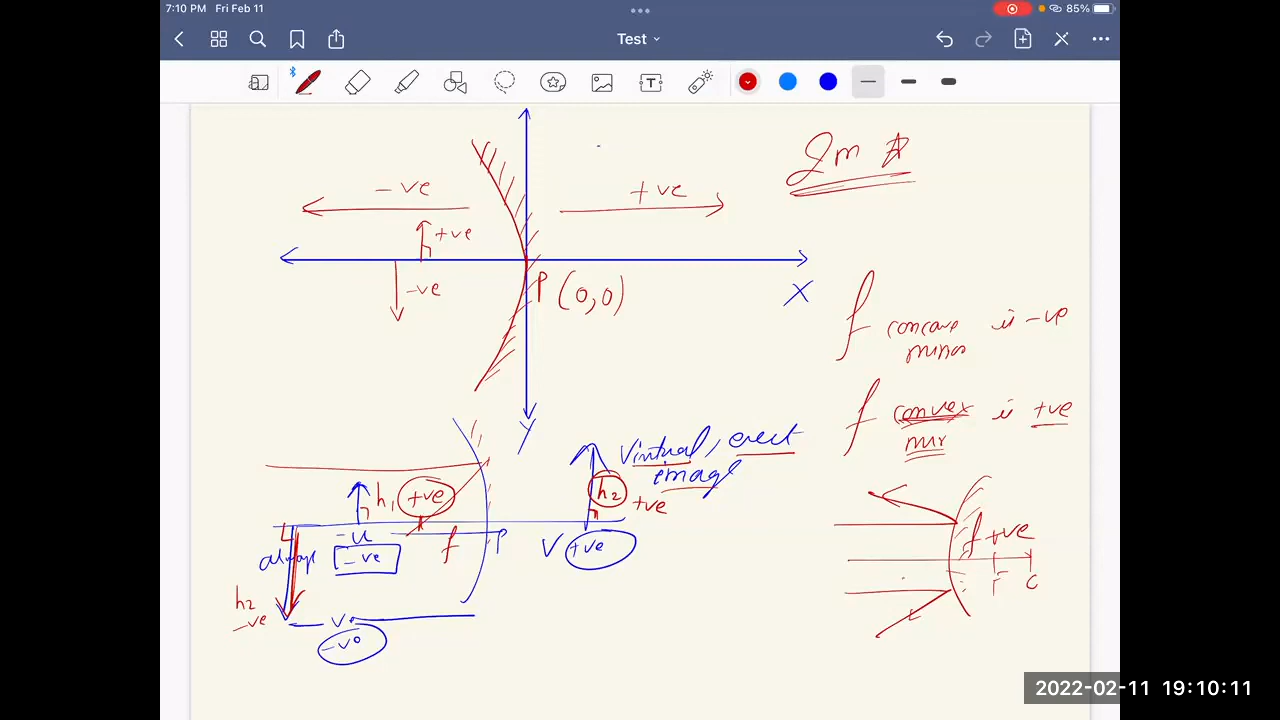 7:10 PM Fri Feb 11
85%
Test
T
Im
-ve
+ve
+ve
-ve
P (0,0)
X
Y
f concave is -ve
mirror
f convex is +ve
mir
Virtual, erect
image
h1 +ve
h2 +ve
-u
always -ve
f
P
V +ve
h2
-ve
V
-ve
f +ve
F C
2022-02-11 19:10:11